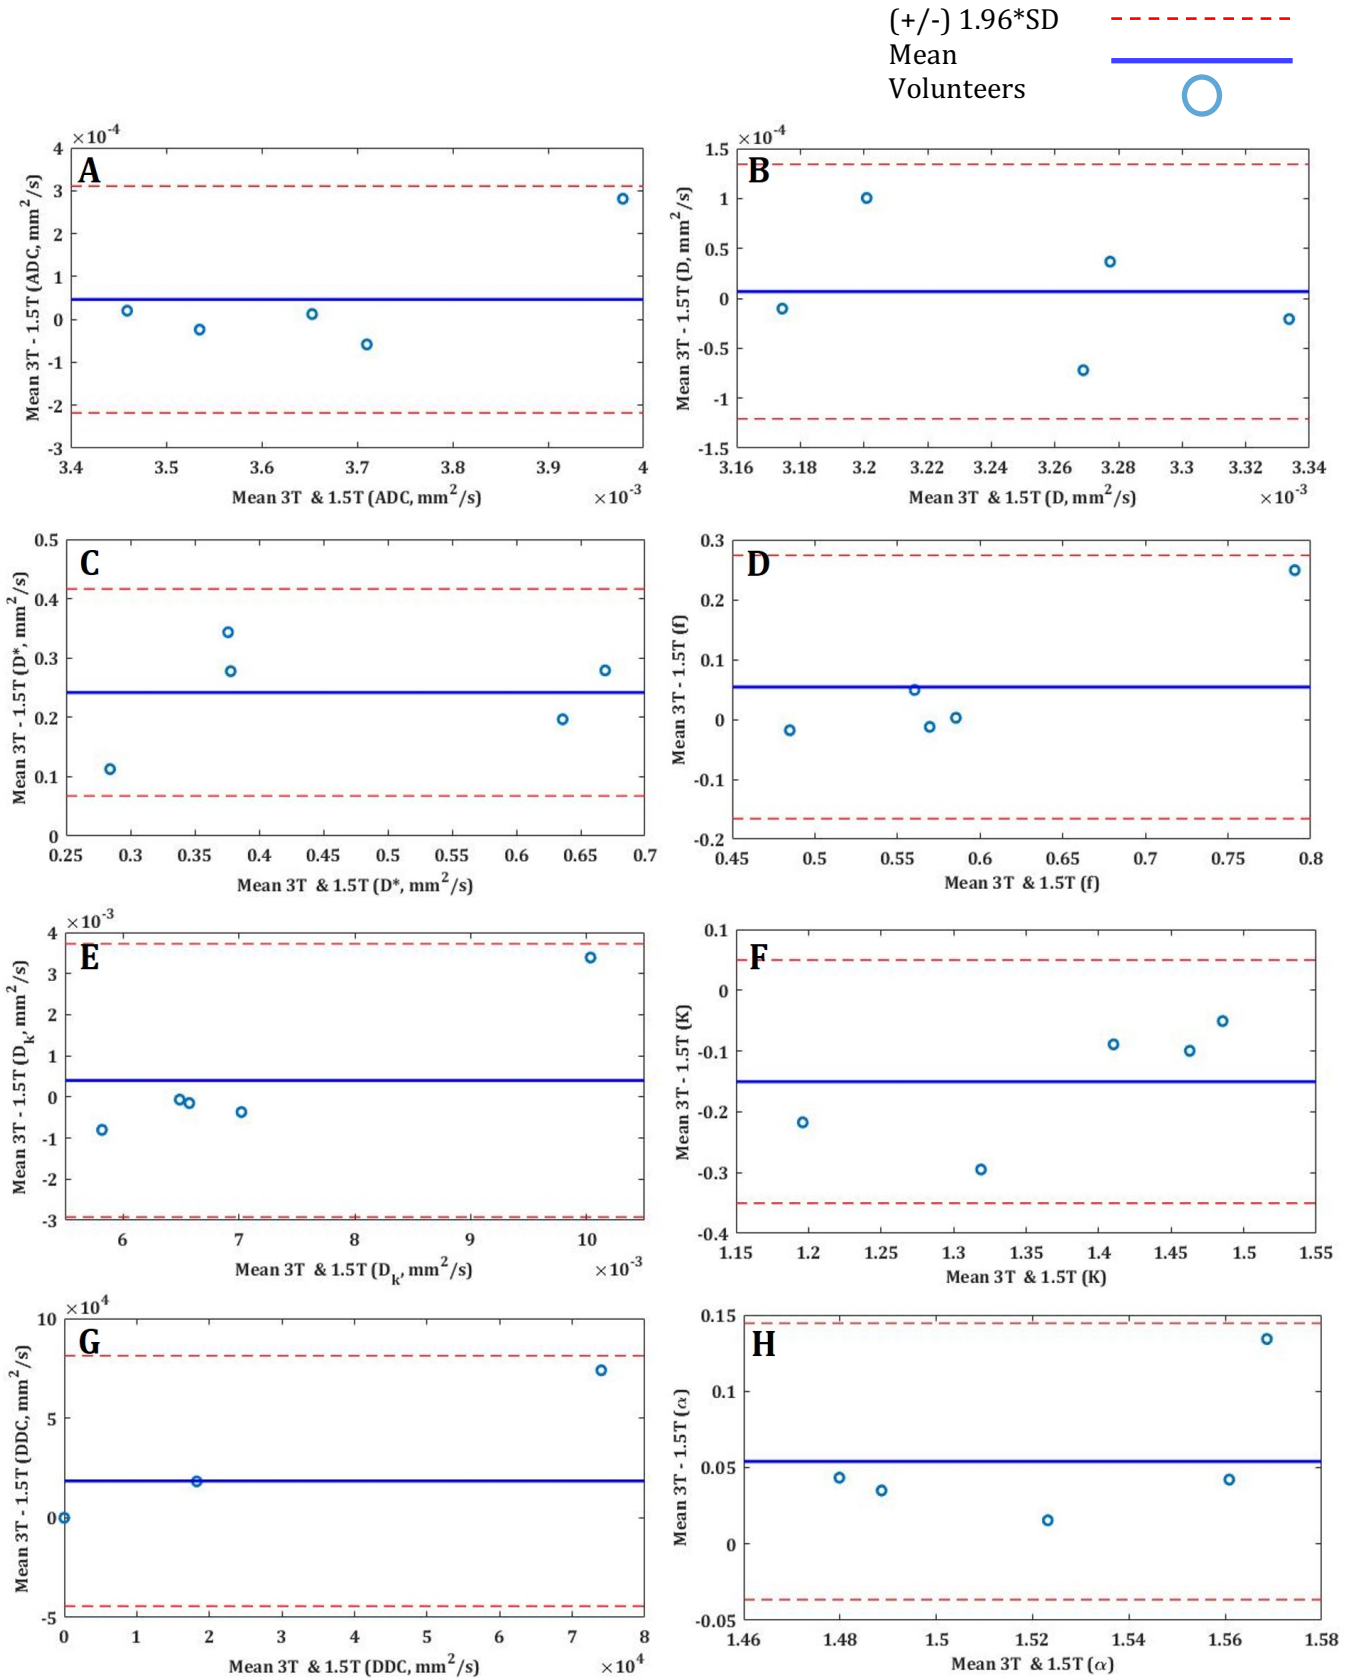 (+/-) 1.96*SD
Mean
Volunteers
×10⁻⁴
A
4
3
2
1
0
-1
-2
-3
3.4 3.5 3.6 3.7 3.8 3.9 4
Mean 3T - 1.5T (ADC, mm²/s)
Mean 3T & 1.5T (ADC, mm²/s)
×10⁻³
×10⁻⁴
B
1.5
1
0.5
0
-0.5
-1
-1.5
3.16 3.18 3.2 3.22 3.24 3.26 3.28 3.3 3.32 3.34
Mean 3T - 1.5T (D, mm²/s)
Mean 3T & 1.5T (D, mm²/s)
×10⁻³
C
0.5
0.4
0.3
0.2
0.1
0
0.25 0.3 0.35 0.4 0.45 0.5 0.55 0.6 0.65 0.7
Mean 3T - 1.5T (D*, mm²/s)
Mean 3T & 1.5T (D*, mm²/s)
D
0.3
0.2
0.1
0
-0.1
-0.2
0.45 0.5 0.55 0.6 0.65 0.7 0.75 0.8
Mean 3T - 1.5T (f)
Mean 3T & 1.5T (f)
×10⁻³
E
4
3
2
1
0
-1
-2
-3
6 7 8 9 10
Mean 3T - 1.5T (Dₖ, mm²/s)
Mean 3T & 1.5T (Dₖ, mm²/s)
×10⁻³
F
0.1
0
-0.1
-0.2
-0.3
-0.4
1.15 1.2 1.25 1.3 1.35 1.4 1.45 1.5 1.55
Mean 3T - 1.5T (K)
Mean 3T & 1.5T (K)
×10⁴
G
10
5
0
-5
0 1 2 3 4 5 6 7 8
Mean 3T - 1.5T (DDC, mm²/s)
Mean 3T & 1.5T (DDC, mm²/s)
×10⁴
H
0.15
0.1
0.05
0
-0.05
1.46 1.48 1.5 1.52 1.54 1.56 1.58
Mean 3T - 1.5T (α)
Mean 3T & 1.5T (α)